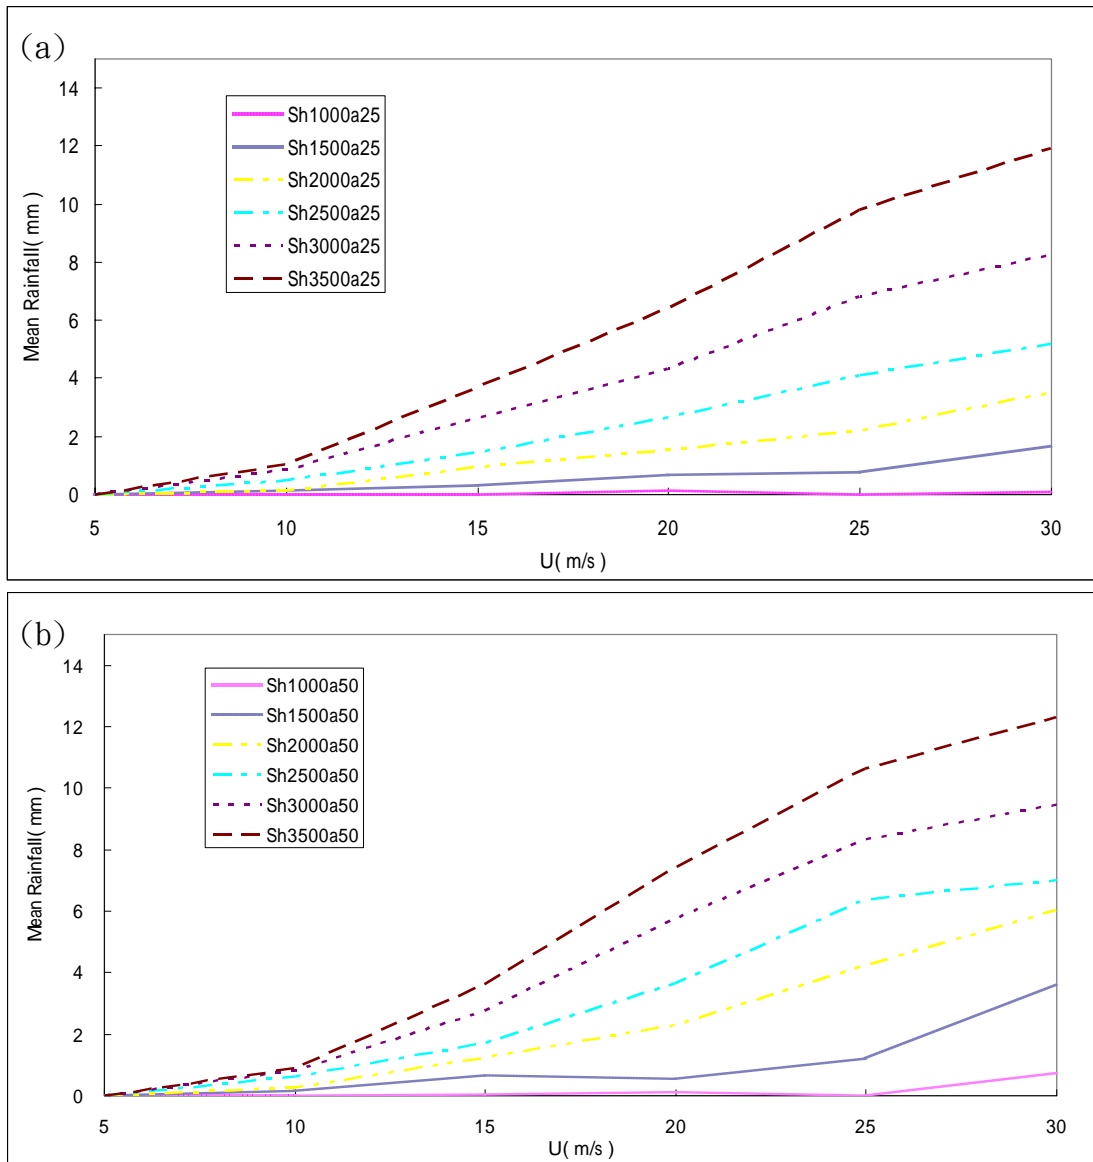 (a)
14
12
10
8
6
4
2
0
Mean Rainfall( mm )
Sh1000a25
Sh1500a25
Sh2000a25
Sh2500a25
Sh3000a25
Sh3500a25
5 10 15 20 25 30
U( m/s )
(b)
14
12
10
8
6
4
2
0
Mean Rainfall( mm )
Sh1000a50
Sh1500a50
Sh2000a50
Sh2500a50
Sh3000a50
Sh3500a50
5 10 15 20 25 30
U( m/s )